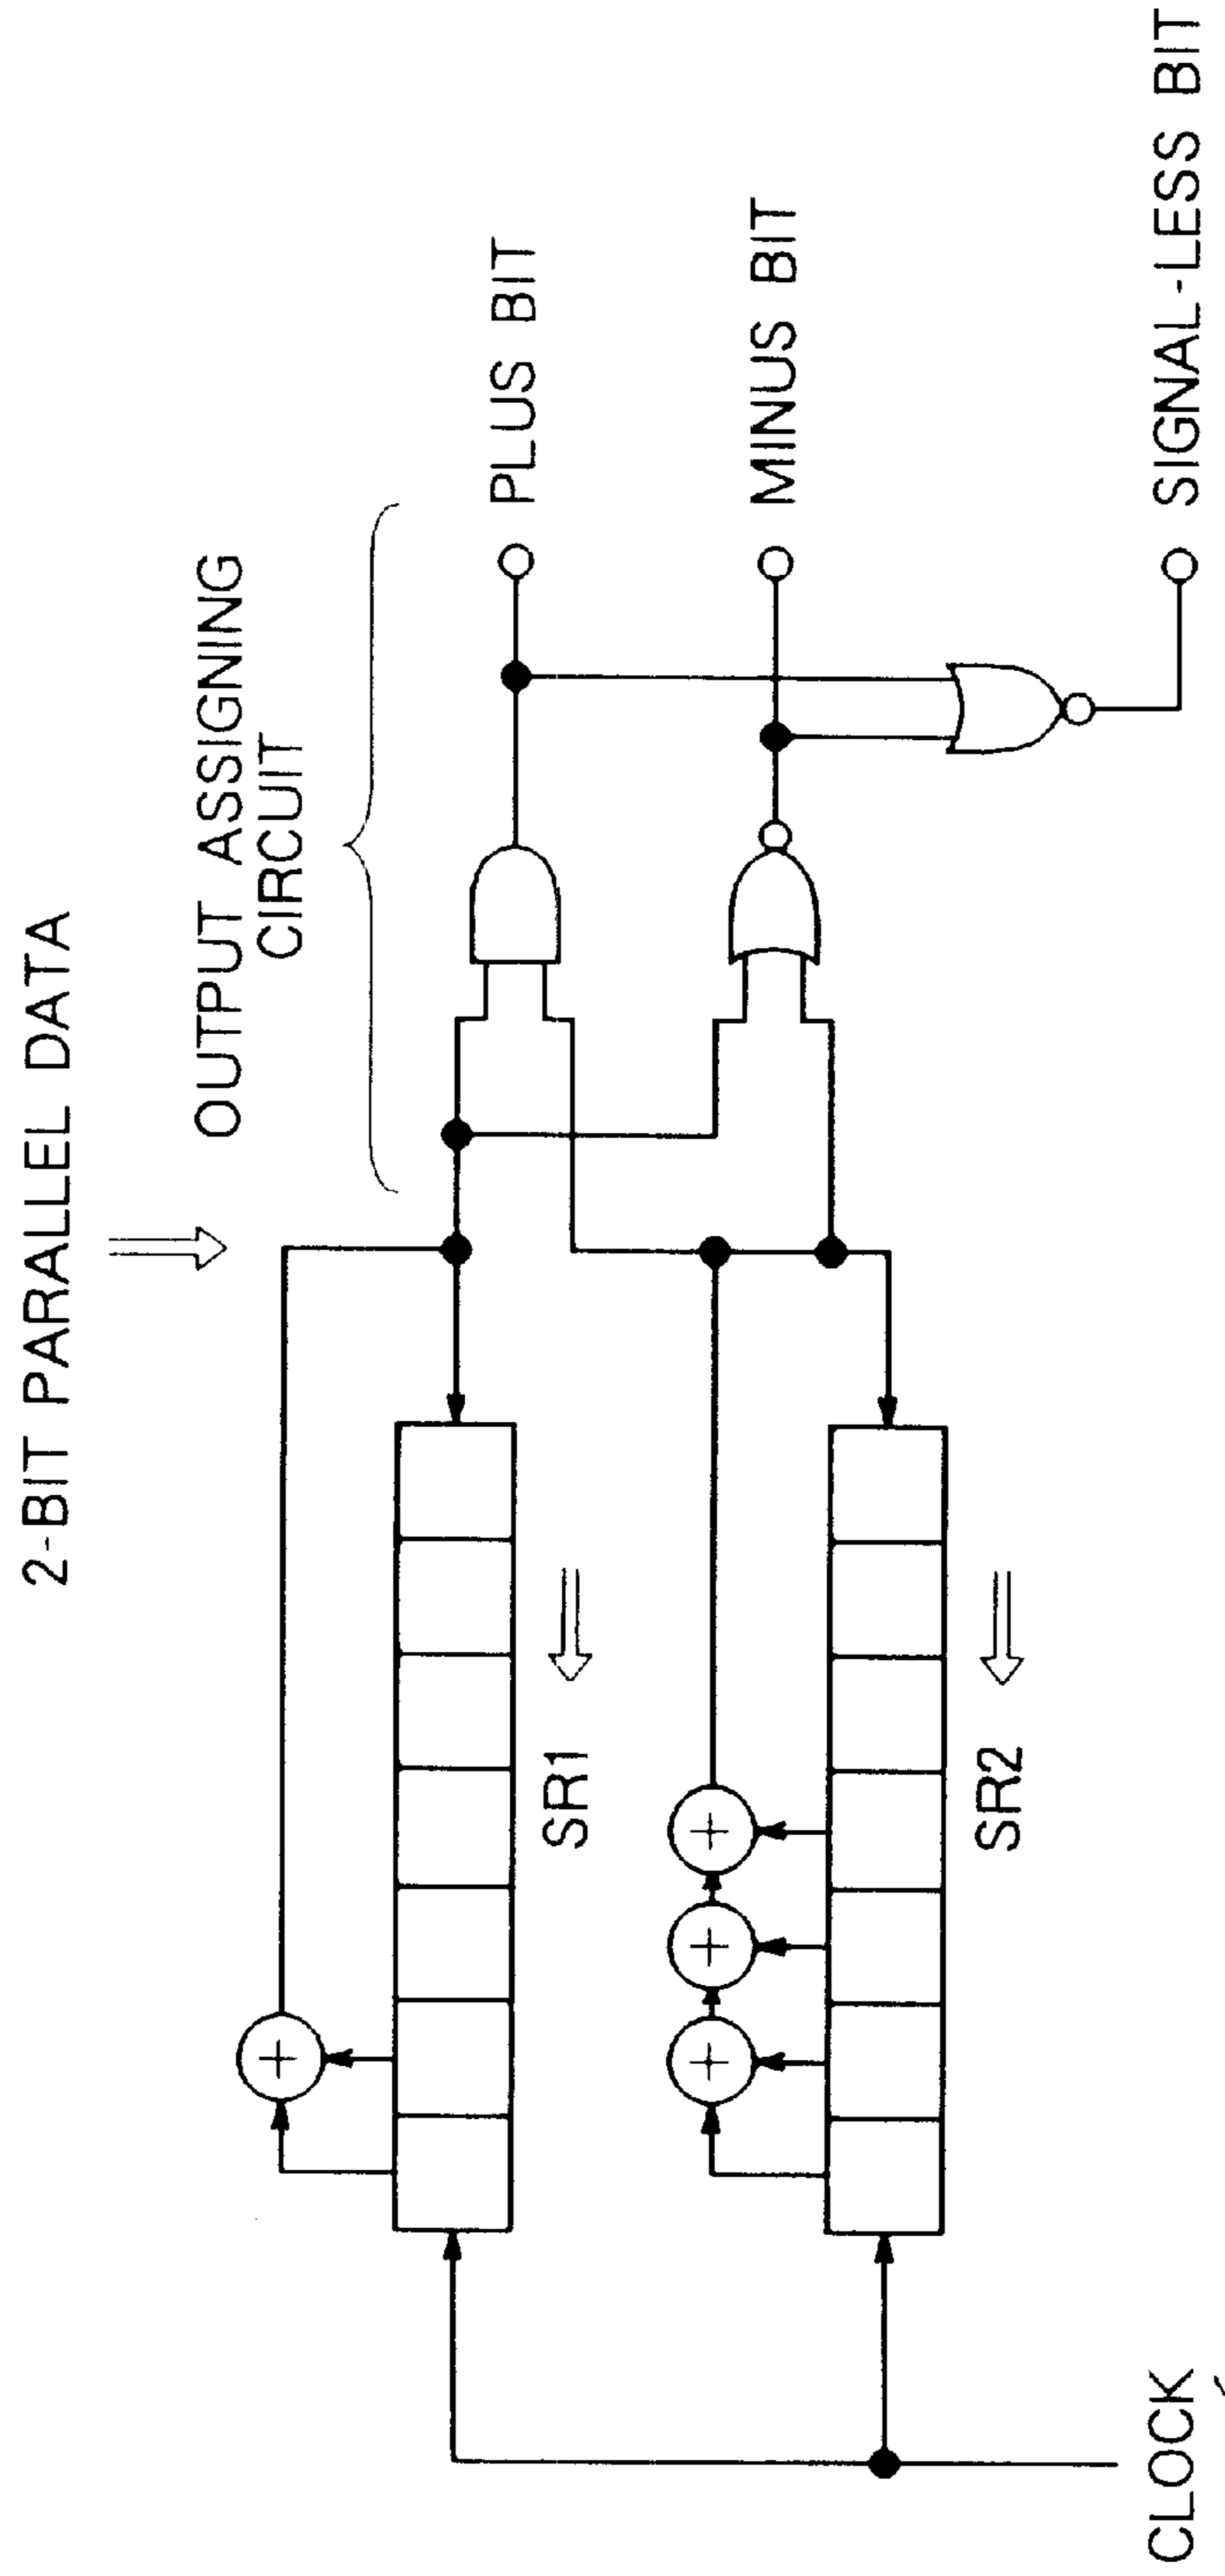 2-BIT PARALLEL DATA
OUTPUT ASSIGNING
CIRCUIT
PLUS BIT
MINUS BIT
SIGNAL-LESS BIT
SR1
SR2
CLOCK